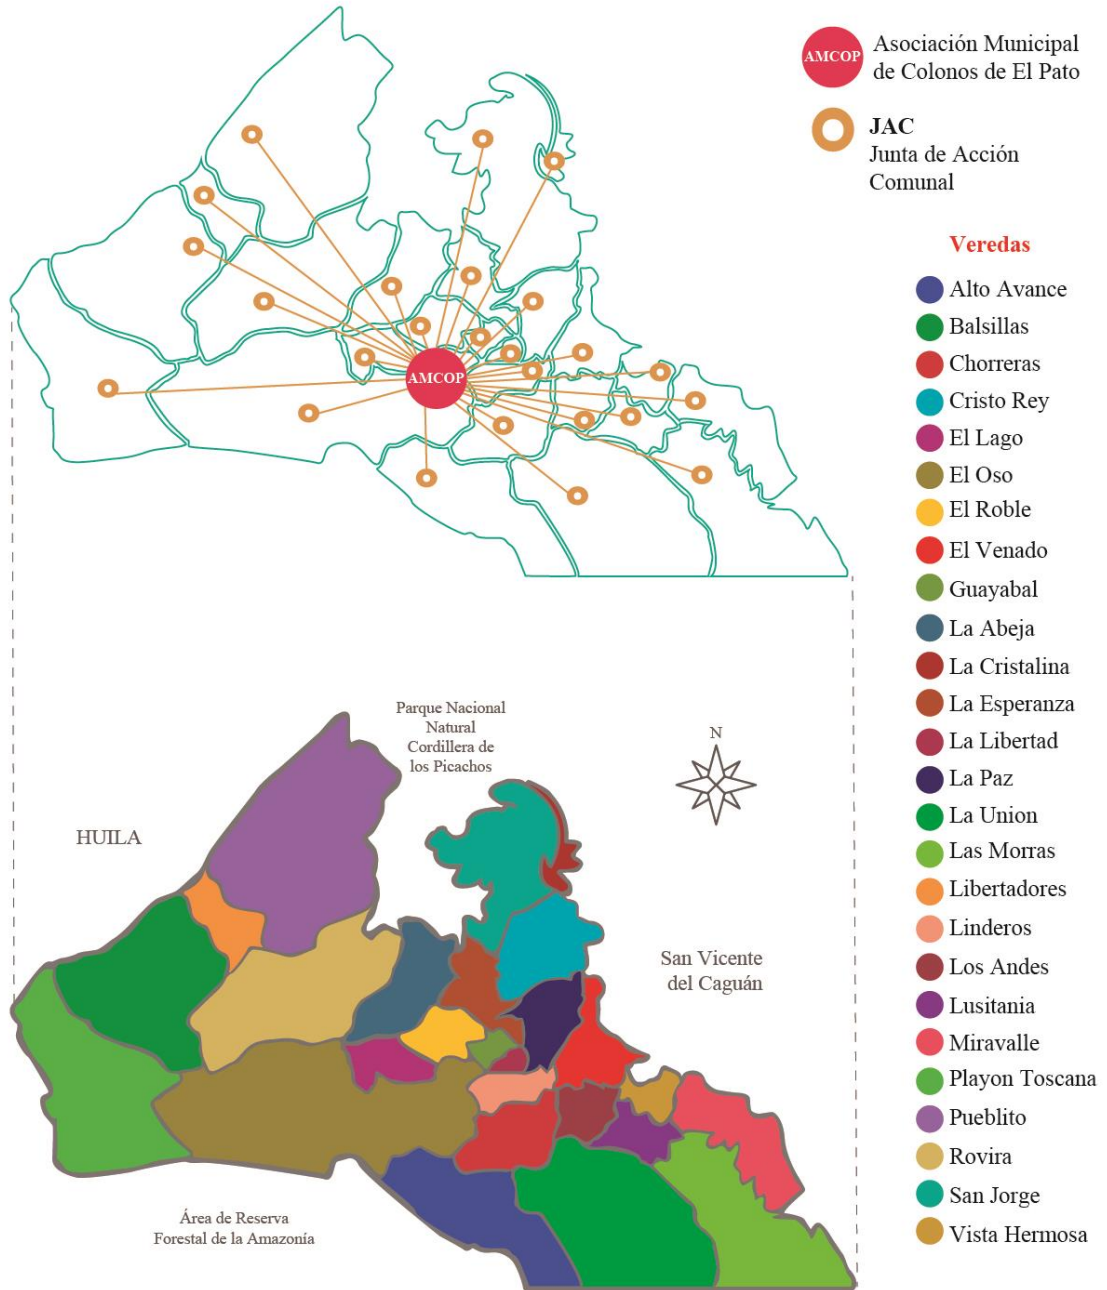 AMCOP
Asociación Municipal
de Colonos de El Pato
JAC
Junta de Acción
Comunal
AMCOP
Veredas
Alto Avance
Balsillas
Chorreras
Cristo Rey
El Lago
El Oso
El Roble
El Venado
Guayabal
La Abeja
La Cristalina
La Esperanza
La Libertad
La Paz
La Union
Las Morras
Libertadores
Linderos
Los Andes
Lusitania
Miravalle
Playon Toscana
Pueblito
Rovira
San Jorge
Vista Hermosa
Parque Nacional
Natural
Cordillera de
los Picachos
N
HUILA
San Vicente
del Caguán
Área de Reserva
Forestal de la Amazonía